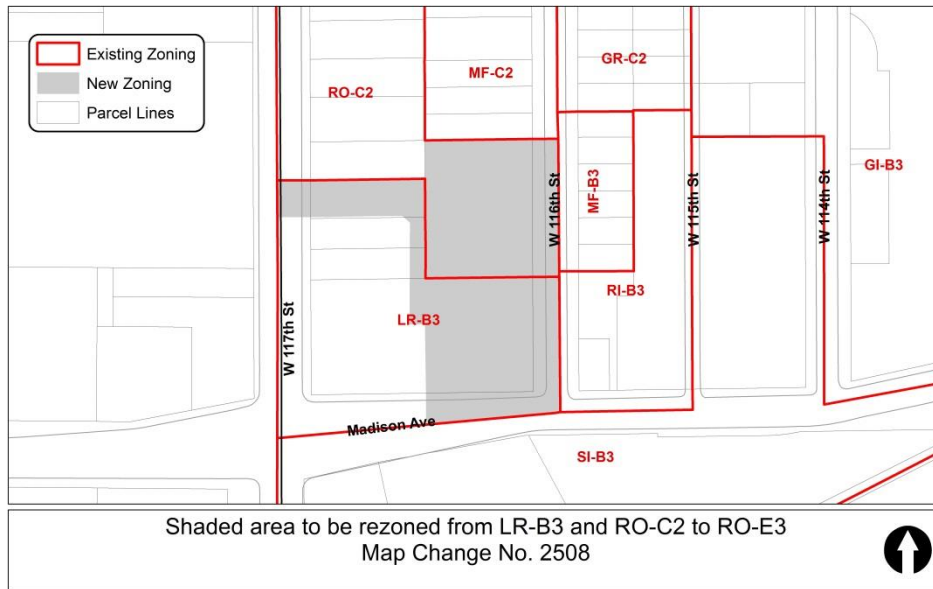 Existing Zoning
New Zoning
Parcel Lines
RO-C2
MF-C2
GR-C2
GI-B3
MF-B3
W 116th St
W 115th St
W 114th St
RI-B3
LR-B3
W 117th St
Madison Ave
SI-B3
Shaded area to be rezoned from LR-B3 and RO-C2 to RO-E3
Map Change No. 2508